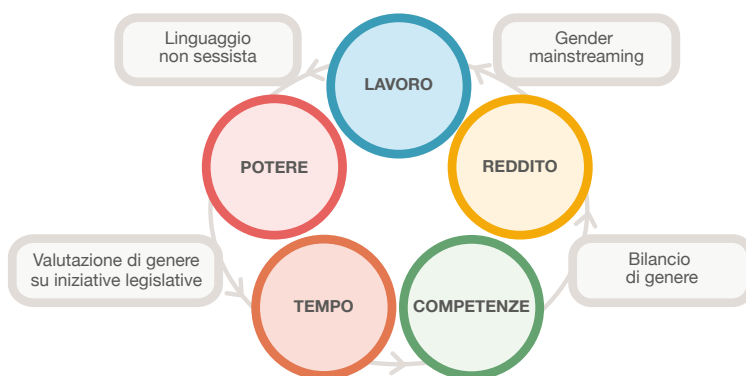 Linguaggio
non sessista
Gender
mainstreaming
LAVORO
POTERE
REDDITO
Valutazione di genere
su iniziative legislative
Bilancio
di genere
TEMPO
COMPETENZE